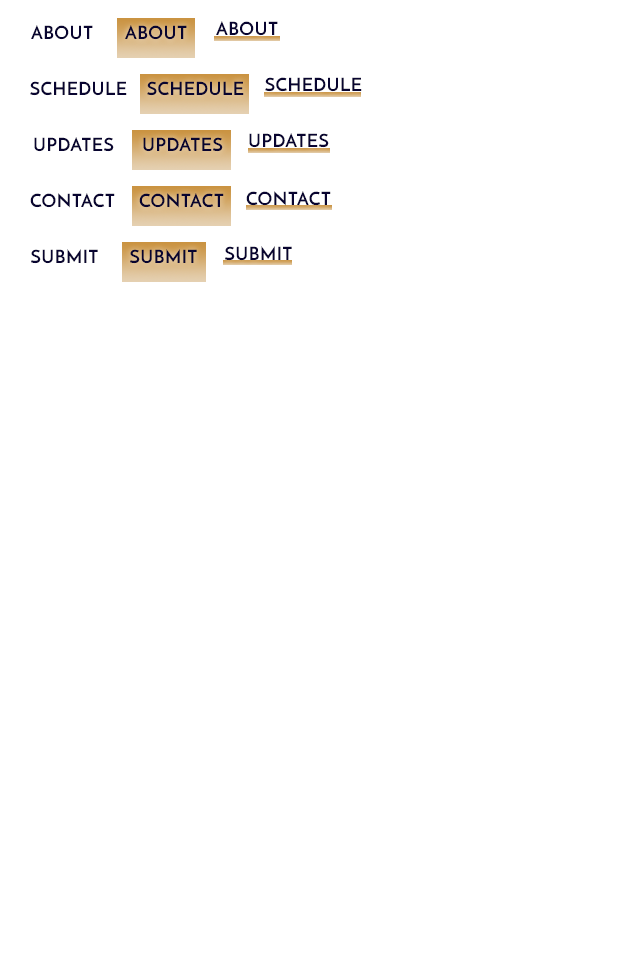 ABOUT ABOUT ABOUT
SCHEDULE SCHEDULE SCHEDULE
UPDATES UPDATES UPDATES
CONTACT CONTACT CONTACT
SUBMIT SUBMIT SUBMIT